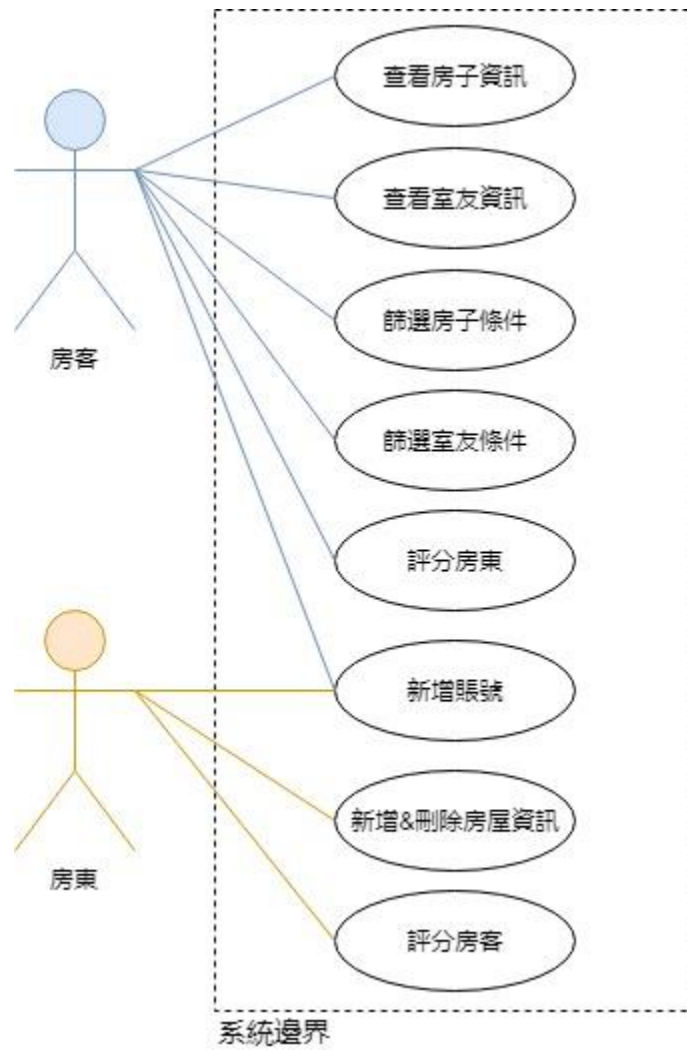 查看房子資訊
查看室友資訊
篩選房子條件
房客
篩選室友條件
評分房東
新增賬號
新增&刪除房屋資訊
房東
評分房客
系統邊界